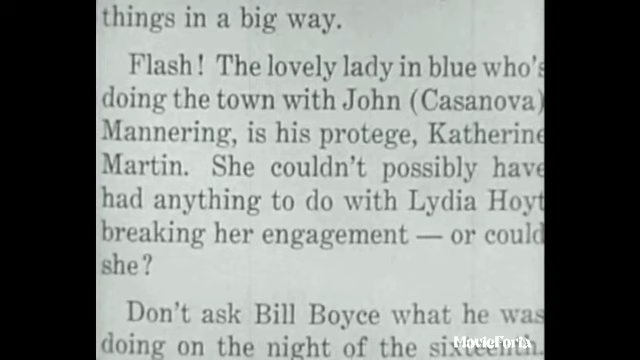 things in a big way.
Flash! The lovely lady in blue who's
doing the town with John (Casanova)
Mannering, is his protege, Katherine
Martin. She couldn't possibly have
had anything to do with Lydia Hoyt
breaking her engagement — or could
she?
Don't ask Bill Boyce what he was
doing on the night of the sixteenth.
MovieForia